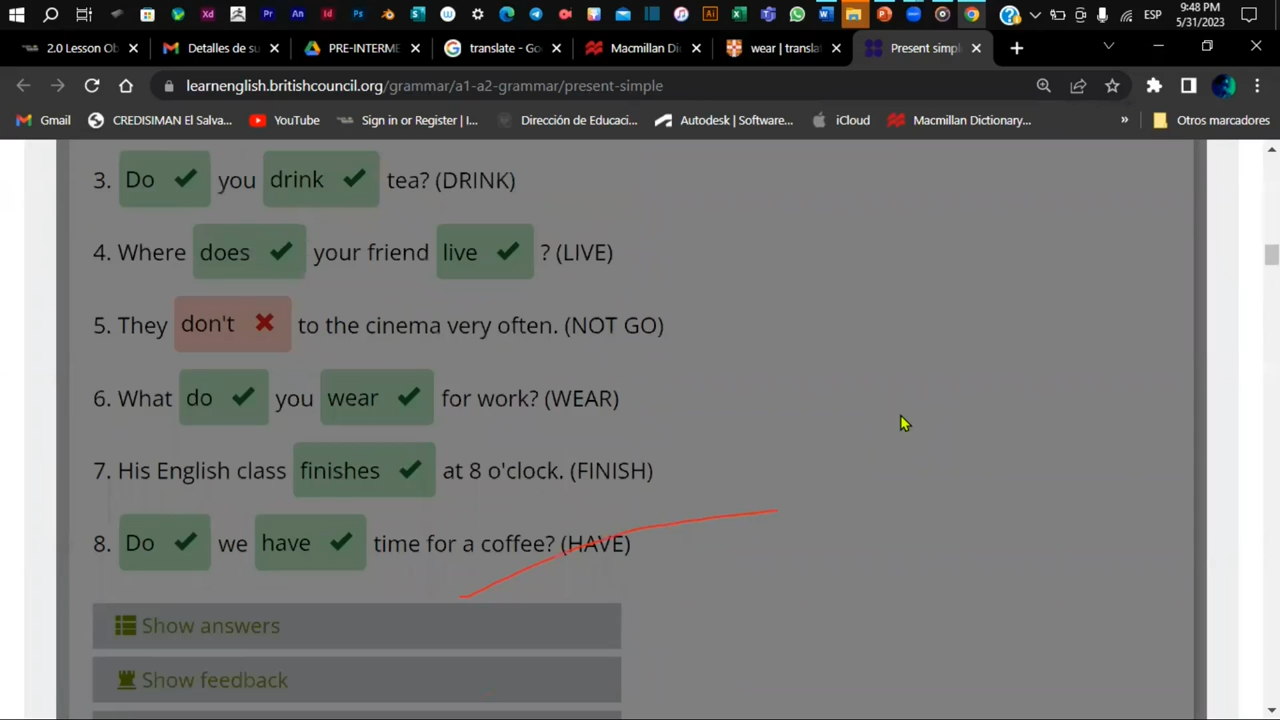 9:48 PM
ESP
5/31/2023
2.0 Lesson Ob
Detalles de su
PRE-INTERME
translate - Go
Macmillan Di
wear | transla
Present simpl
learnenglish.britishcouncil.org/grammar/a1-a2-grammar/present-simple
Gmail
CREDISIMAN El Salva...
YouTube
Sign in or Register | I...
Dirección de Educaci...
Autodesk | Software...
iCloud
Macmillan Dictionary...
»
Otros marcadores
3. Do you drink tea? (DRINK)
4. Where does your friend live ? (LIVE)
5. They don't to the cinema very often. (NOT GO)
6. What do you wear for work? (WEAR)
7. His English class finishes at 8 o'clock. (FINISH)
8. Do we have time for a coffee? (HAVE)
Show answers
Show feedback